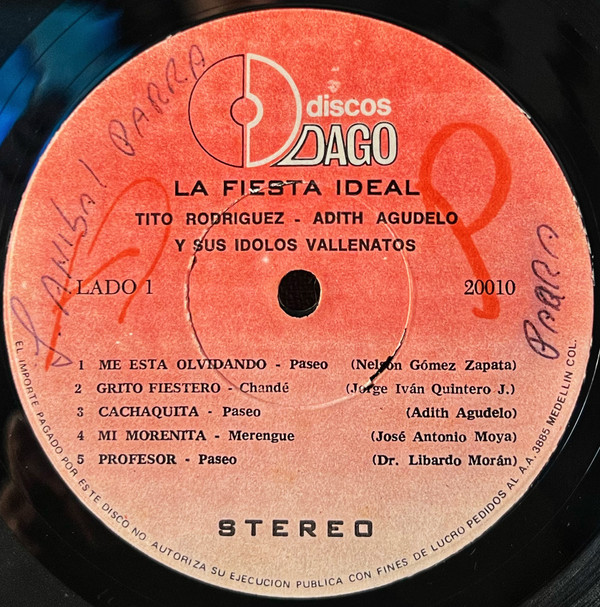 discos
DAGO
LA FIESTA IDEAL
TITO RODRIGUEZ - ADITH AGUDELO
Y SUS IDOLOS VALLENATOS
LADO 1 20010
1 ME ESTA OLVIDANDO - Paseo (Nelson Gómez Zapata)
2 GRITO FIESTERO - Chandé (Jorge Iván Quintero J.)
3 CACHAQUITA - Paseo (Adith Agudelo)
4 MI MORENITA - Merengue (José Antonio Moya)
5 PROFESOR - Paseo (Dr. Libardo Morán)
STEREO
EL IMPORTE PAGADO POR ESTE DISCO NO AUTORIZA SU EJECUCION PUBLICA CON FINES DE LUCRO PEDIDOS AL A.A. 3885 MEDELLIN COL.
ANIBAL PARRA
PARRA